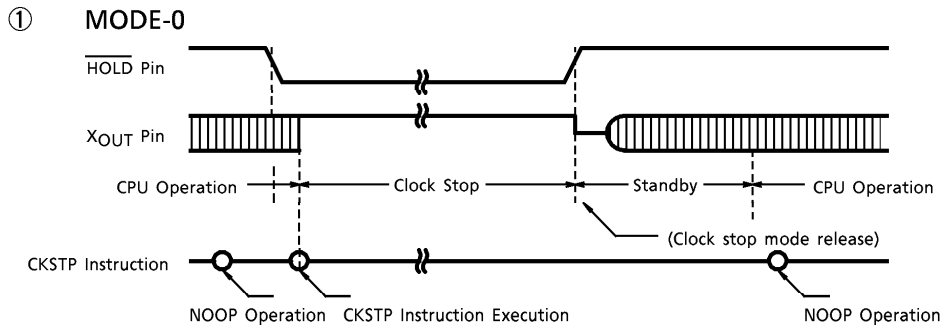 ① MODE-0
HOLD Pin
XOUT Pin
CPU Operation Clock Stop Standby CPU Operation
(Clock stop mode release)
CKSTP Instruction
NOOP Operation CKSTP Instruction Execution NOOP Operation